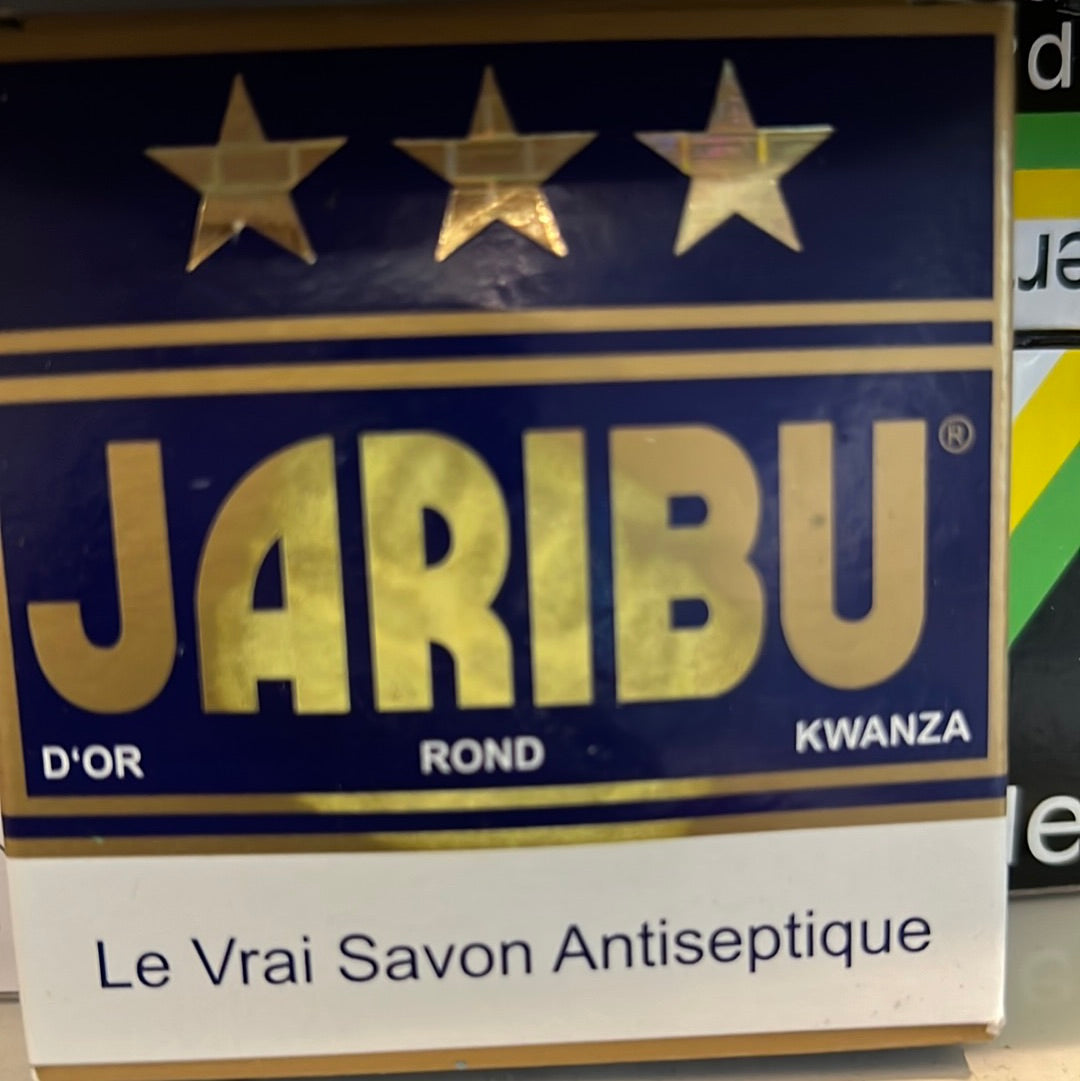 JARIBU®
D'OR ROND KWANZA
Le Vrai Savon Antiseptique